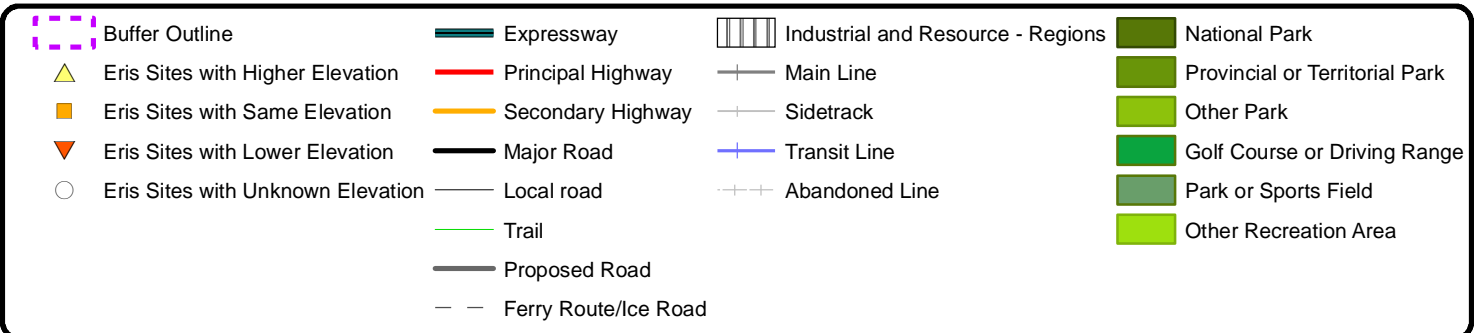 Buffer Outline
Eris Sites with Higher Elevation
Eris Sites with Same Elevation
Eris Sites with Lower Elevation
Eris Sites with Unknown Elevation
Expressway
Principal Highway
Secondary Highway
Major Road
Local road
Trail
Proposed Road
Ferry Route/Ice Road
Industrial and Resource - Regions
Main Line
Sidetrack
Transit Line
Abandoned Line
National Park
Provincial or Territorial Park
Other Park
Golf Course or Driving Range
Park or Sports Field
Other Recreation Area